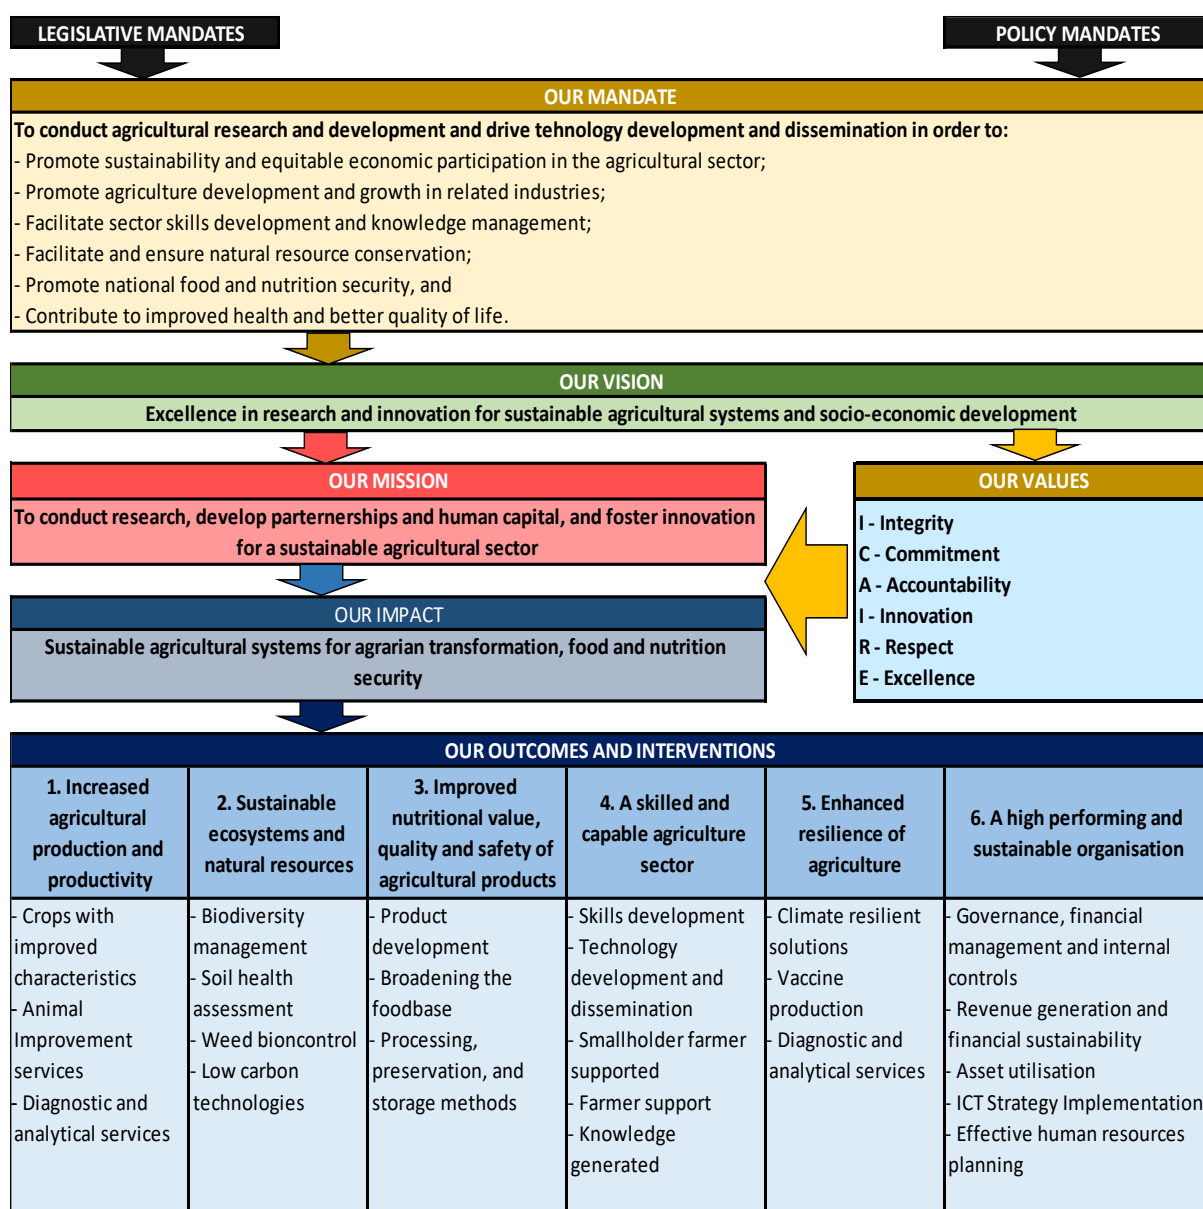 LEGISLATIVE MANDATES
POLICY MANDATES
OUR MANDATE
To conduct agricultural research and development and drive tehnology development and dissemination in order to:
- Promote sustainability and equitable economic participation in the agricultural sector;
- Promote agriculture development and growth in related industries;
- Facilitate sector skills development and knowledge management;
- Facilitate and ensure natural resource conservation;
- Promote national food and nutrition security, and
- Contribute to improved health and better quality of life.
OUR VISION
Excellence in research and innovation for sustainable agricultural systems and socio-economic development
OUR MISSION
To conduct research, develop parternerships and human capital, and foster innovation
for a sustainable agricultural sector
OUR VALUES
I - Integrity
C - Commitment
A - Accountability
I - Innovation
R - Respect
E - Excellence
OUR IMPACT
Sustainable agricultural systems for agrarian transformation, food and nutrition
security
OUR OUTCOMES AND INTERVENTIONS
1. Increased
agricultural
production and
productivity
2. Sustainable
ecosystems and
natural resources
3. Improved
nutritional value,
quality and safety of
agricultural products
4. A skilled and
capable agriculture
sector
5. Enhanced
resilience of
agriculture
6. A high performing and
sustainable organisation
- Crops with
improved
characteristics
- Animal
Improvement
services
- Diagnostic and
analytical services
- Biodiversity
management
- Soil health
assessment
- Weed bioncontrol
- Low carbon
technologies
- Product
development
- Broadening the
foodbase
- Processing,
preservation, and
storage methods
- Skills development
- Technology
development and
dissemination
- Smallholder farmer
supported
- Farmer support
- Knowledge
generated
- Climate resilient
solutions
- Vaccine
production
- Diagnostic and
analytical services
- Governance, financial
management and internal
controls
- Revenue generation and
financial sustainability
- Asset utilisation
- ICT Strategy Implementation
- Effective human resources
planning